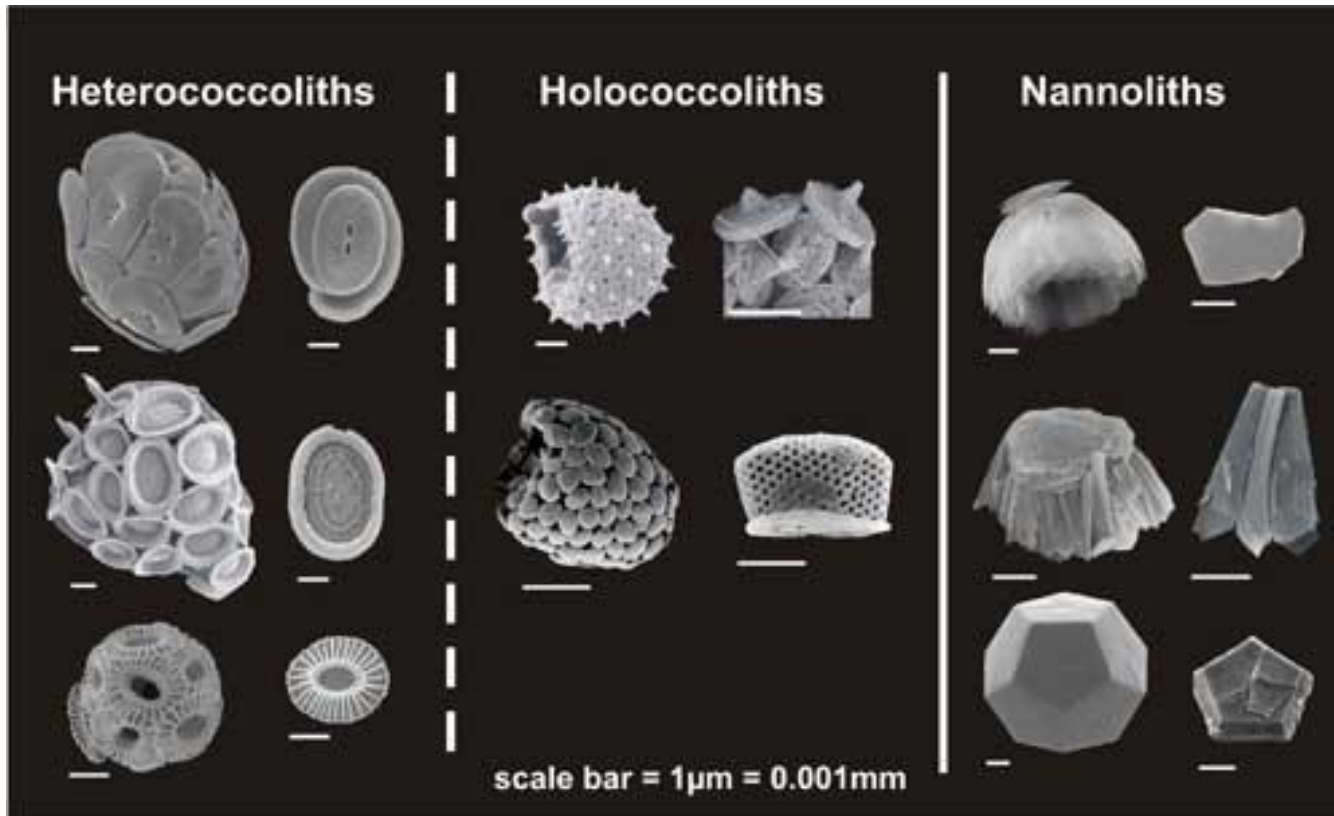 Heterococcoliths
Holococcoliths
Nannoliths
scale bar = 1µm = 0.001mm